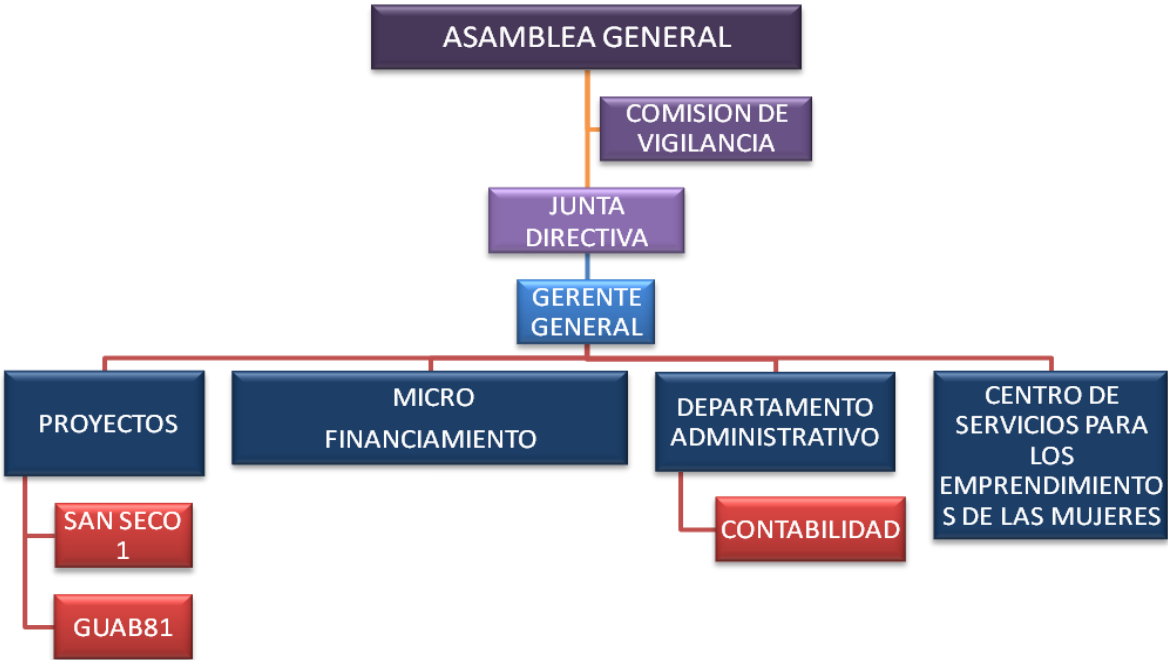 ASAMBLEA GENERAL
COMISION DE
VIGILANCIA
JUNTA
DIRECTIVA
GERENTE
GENERAL
PROYECTOS
MICRO
FINANCIAMIENTO
DEPARTAMENTO
ADMINISTRATIVO
CENTRO DE
SERVICIOS PARA
LOS
EMPRENDIMIENTO
S DE LAS MUJERES
SAN SECO
1
CONTABILIDAD
GUAB81